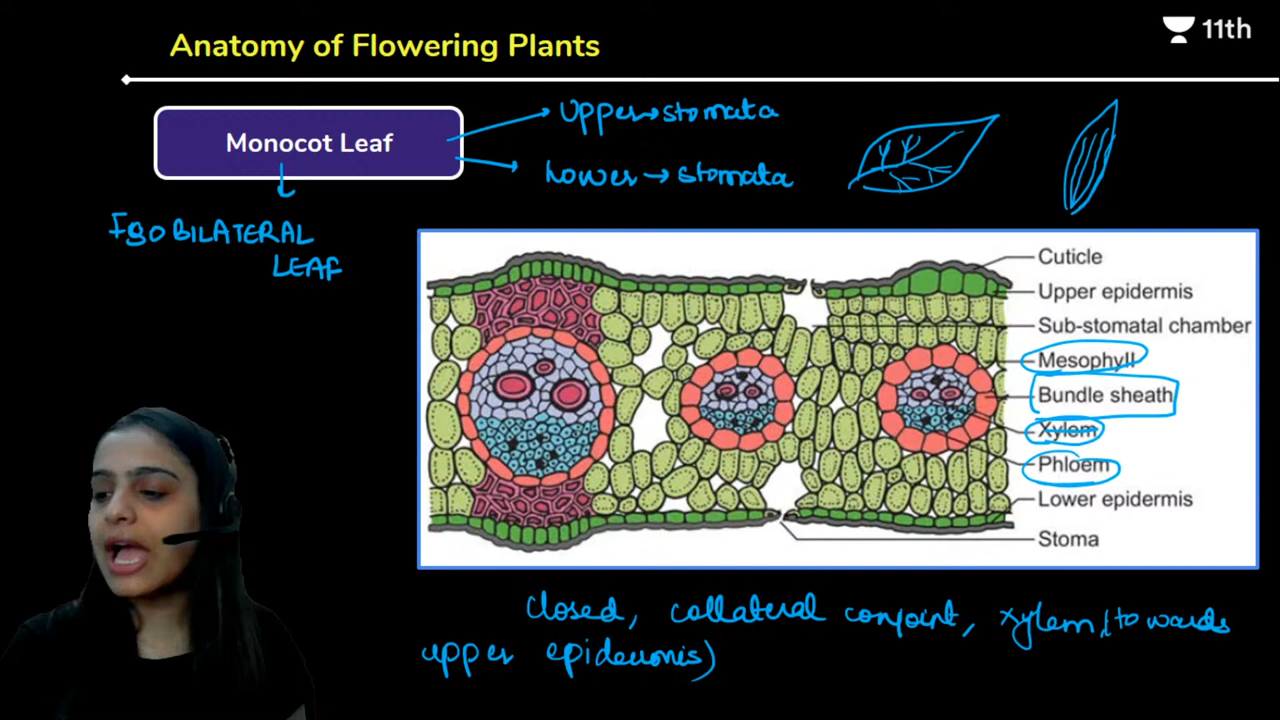 Anatomy of Flowering Plants
11th
Monocot Leaf
Upper → stomata
Lower → stomata
ISOBILATERAL
LEAF
Cuticle
Upper epidermis
Sub-stomatal chamber
Mesophyll
Bundle sheath
Xylem
Phloem
Lower epidermis
Stoma
closed, collateral conjoint, xylem (towards
upper epidermis)